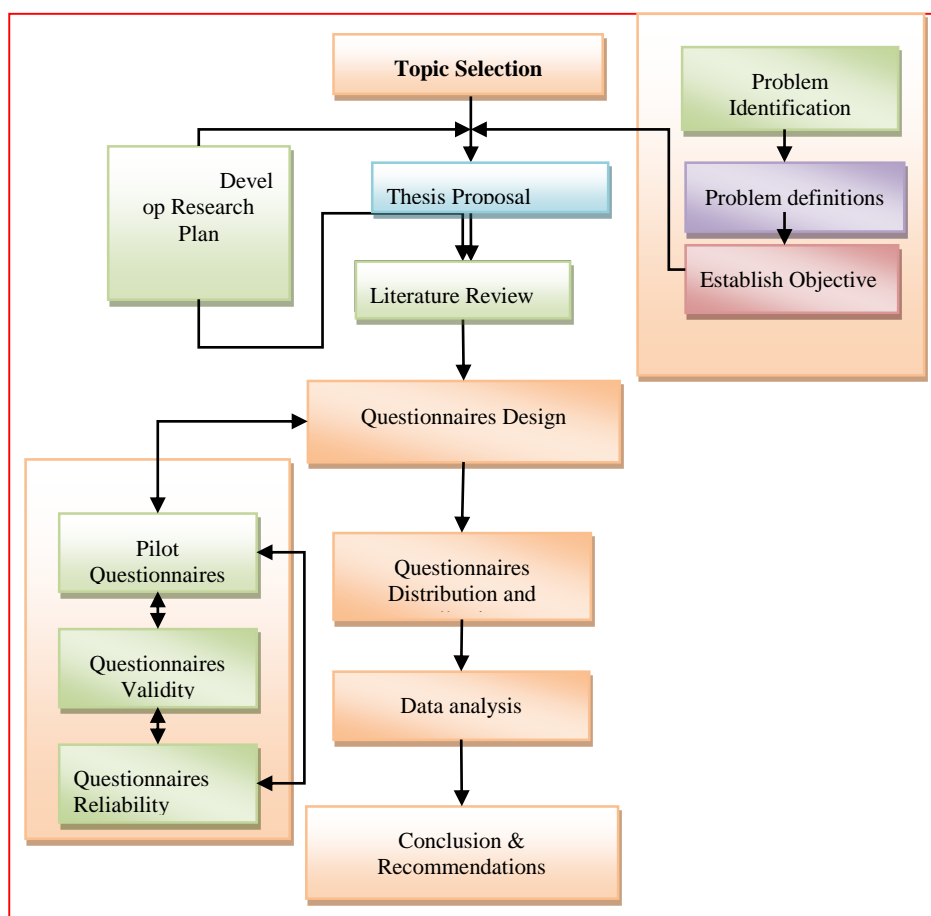 Topic Selection
Problem
Identification
Devel
op Research
Plan
Thesis Proposal
Problem definitions
Literature Review
Establish Objective
Questionnaires Design
Pilot
Questionnaires
Questionnaires
Distribution and
Questionnaires
Validity
Data analysis
Questionnaires
Reliability
Conclusion &
Recommendations